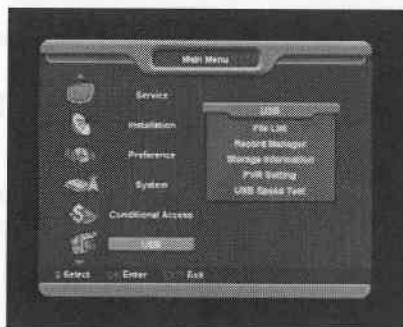 Main Menu
Service
Installation
Preference
System
Conditional Access
USB
USB
File List
Record Manager
Storage Information
PVR Setting
USB Speed Test
Select Enter Exit